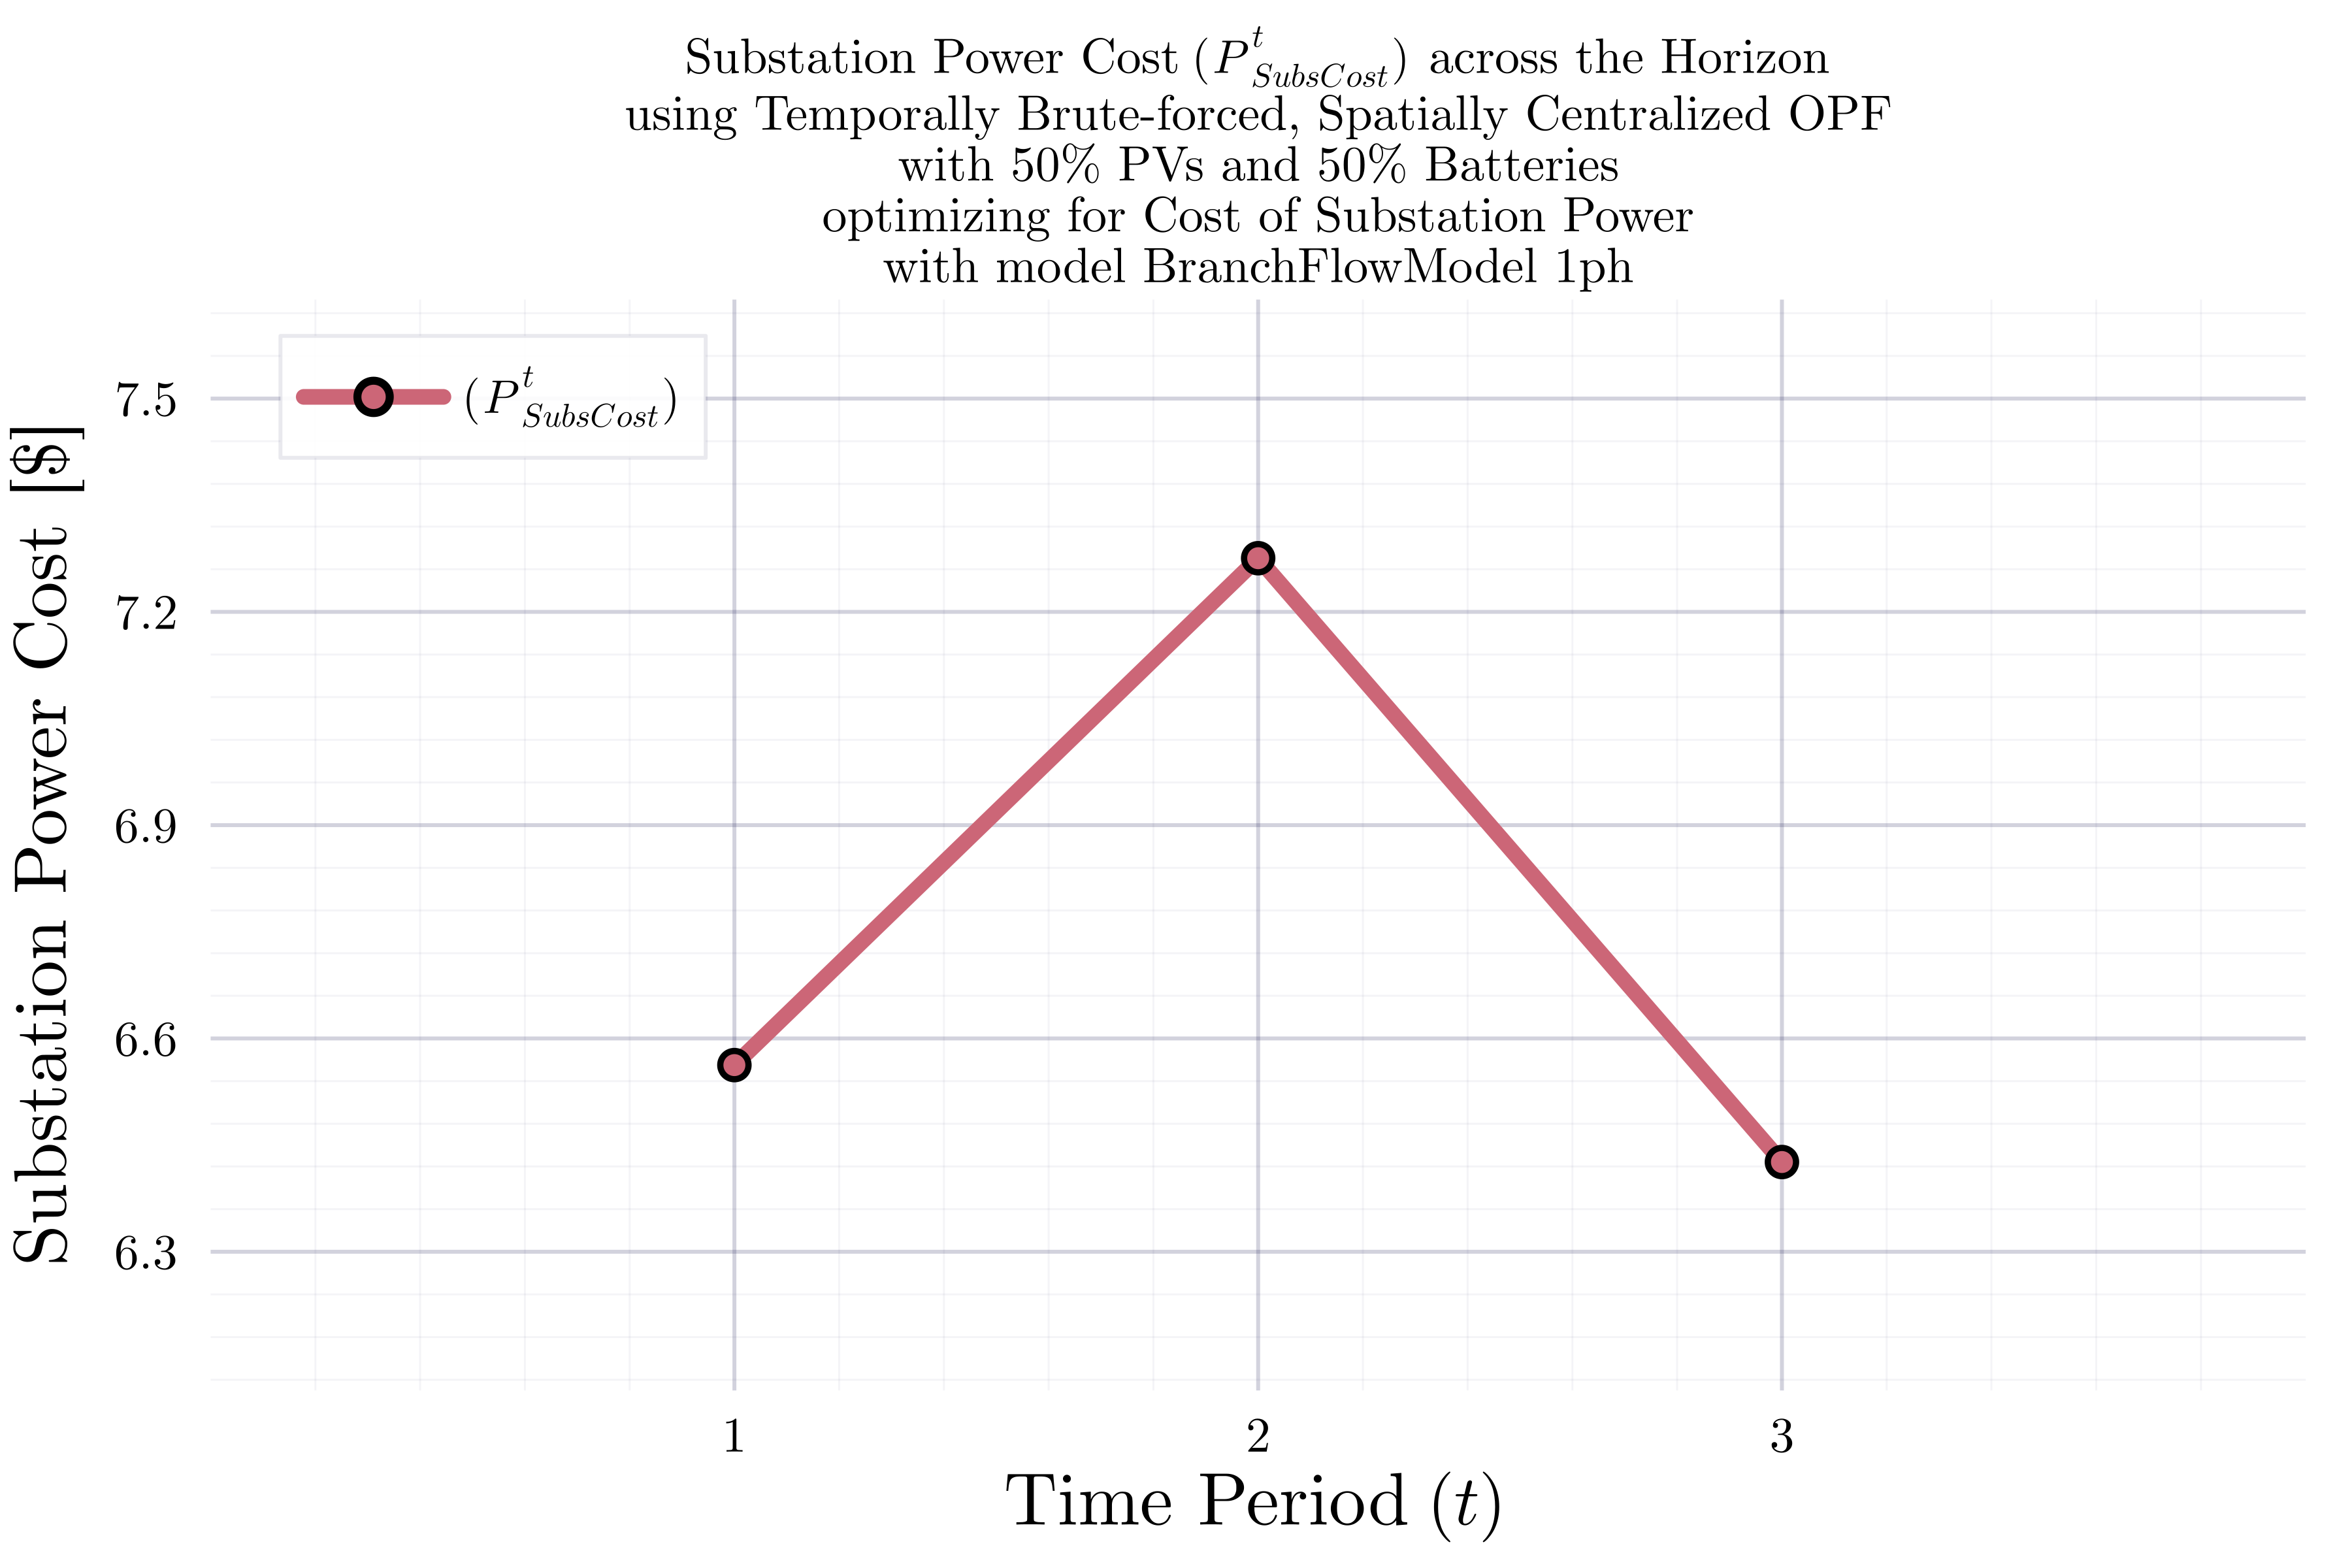 Substation Power Cost (P^t_SubsCost) across the Horizon
using Temporally Brute-forced, Spatially Centralized OPF
with 50% PVs and 50% Batteries
optimizing for Cost of Substation Power
with model BranchFlowModel 1ph
(P^t_SubsCost)
Substation Power Cost [$]
7.5
7.2
6.9
6.6
6.3
1 2 3
Time Period (t)